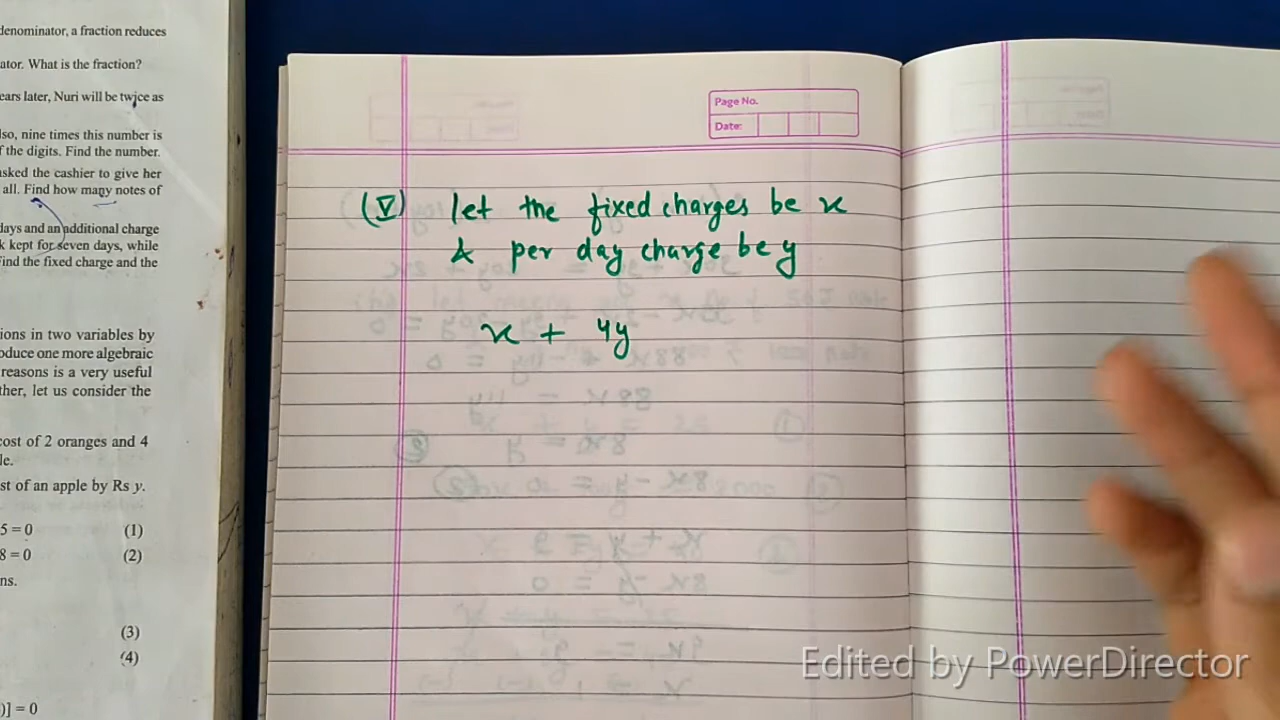 denominator, a fraction reduces
ator. What is the fraction?
ears later, Nuri will be twice as
lso, nine times this number is
f the digits. Find the number.
asked the cashier to give her
all. Find how many notes of
days and an additional charge
k kept for seven days, while
Find the fixed charge and the
ions in two variables by
oduce one more algebraic
reasons is a very useful
ther, let us consider the
cost of 2 oranges and 4
le.
st of an apple by Rs y.
5 = 0 (1)
8 = 0 (2)
ns.
(3)
(4)
)] = 0
Page No.
Date:
(V) let the fixed charges be x
& per day charge be y
x + 4y
Edited by PowerDirector